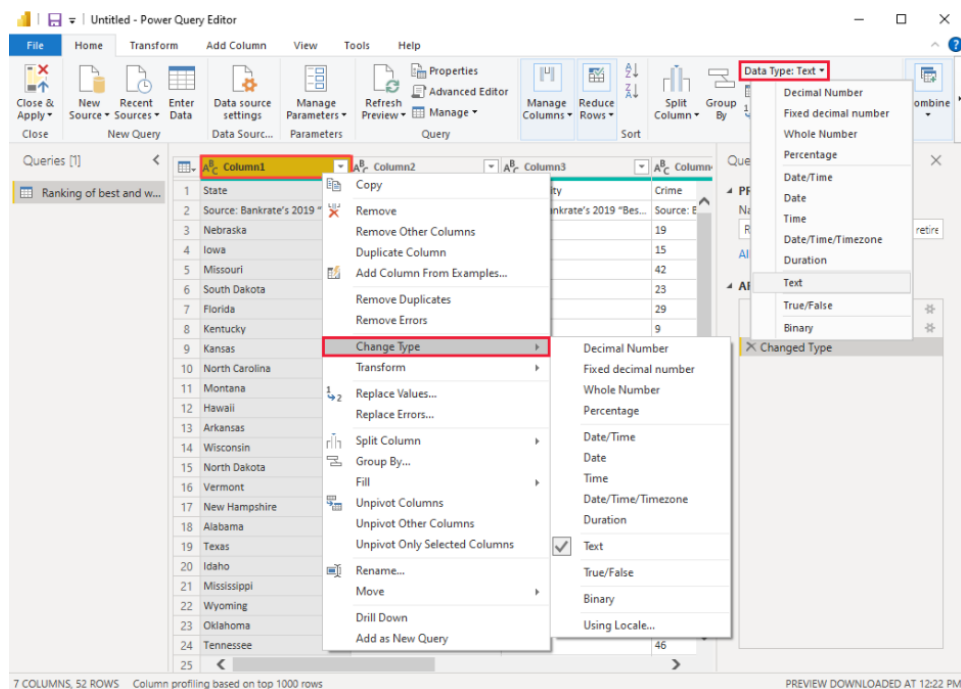 Untitled - Power Query Editor
File Home Transform Add Column View Tools Help
Close & Apply
New Source
Recent Sources
Enter Data
Data source settings
Manage Parameters
Refresh Preview
Properties
Advanced Editor
Manage
Manage Columns
Reduce Rows
Split Column
Group By
Data Type: Text
ombine
Close
New Query
Data Sourc...
Parameters
Query
Sort
Decimal Number
Fixed decimal number
Whole Number
Percentage
Date/Time
Date
Time
Date/Time/Timezone
Duration
Text
True/False
Binary
Queries [1]
Ranking of best and w...
Column1
Column2
Column3
Column
1 State
2 Source: Bankrate's 2019 "
3 Nebraska
4 Iowa
5 Missouri
6 South Dakota
7 Florida
8 Kentucky
9 Kansas
10 North Carolina
11 Montana
12 Hawaii
13 Arkansas
14 Wisconsin
15 North Dakota
16 Vermont
17 New Hampshire
18 Alabama
19 Texas
20 Idaho
21 Mississippi
22 Wyoming
23 Oklahoma
24 Tennessee
25
ity
Crime
nkrate's 2019 "Bes...
Source: B
19
15
42
23
29
9
46
Copy
Remove
Remove Other Columns
Duplicate Column
Add Column From Examples...
Remove Duplicates
Remove Errors
Change Type
Transform
Replace Values...
Replace Errors...
Split Column
Group By...
Fill
Unpivot Columns
Unpivot Other Columns
Unpivot Only Selected Columns
Rename...
Move
Drill Down
Add as New Query
Decimal Number
Fixed decimal number
Whole Number
Percentage
Date/Time
Date
Time
Date/Time/Timezone
Duration
Text
True/False
Binary
Using Locale...
Que
PR
Na
R
retire
Al
AP
Changed Type
7 COLUMNS, 52 ROWS Column profiling based on top 1000 rows
PREVIEW DOWNLOADED AT 12:22 PM